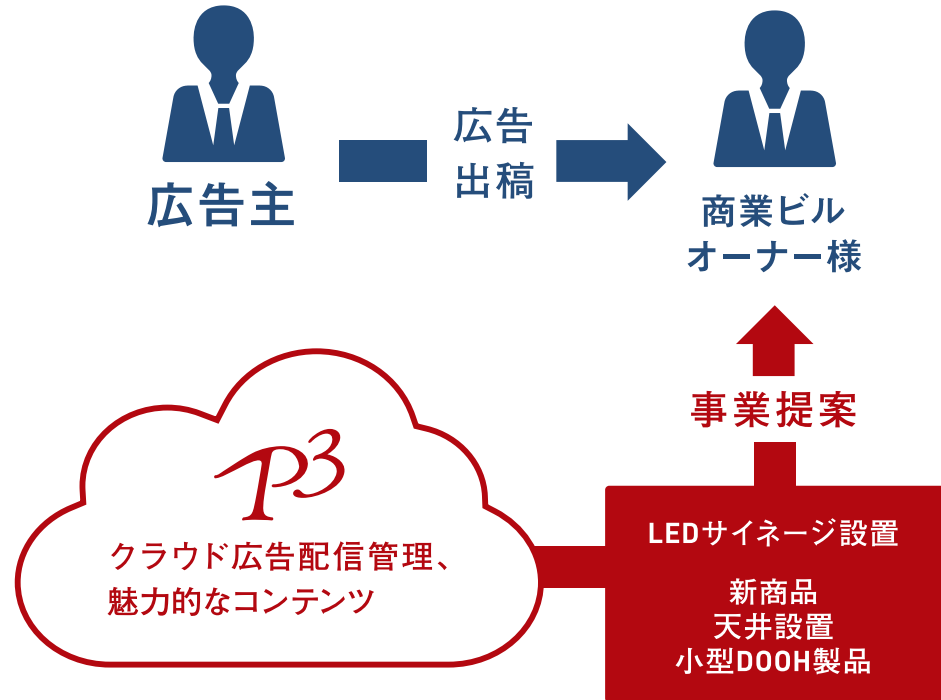 広告主
広告
出稿
商業ビル
オーナー様
事業提案
P3
クラウド広告配信管理、
魅力的なコンテンツ
LEDサイネージ設置
新商品
天井設置
小型DOOH製品